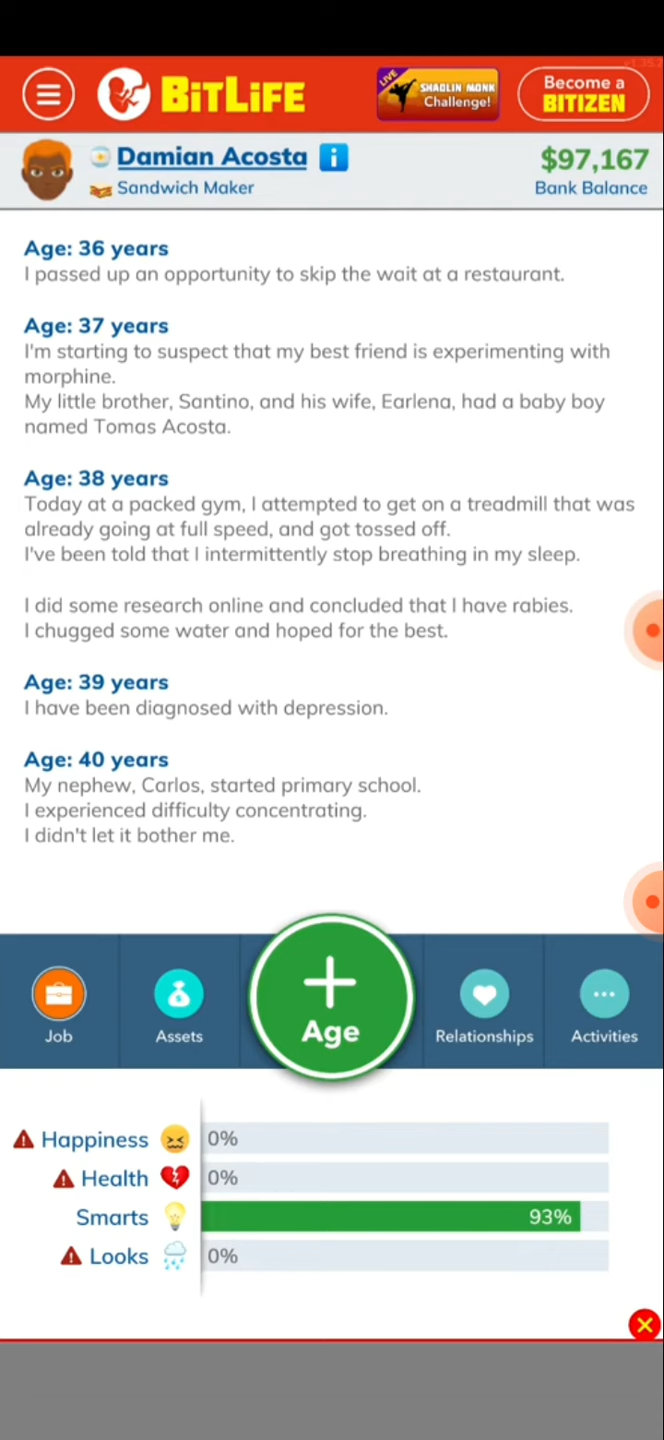 BITLIFE
LIVE
SHAOLIN MONK
Challenge!
Become a
BITIZEN
Damian Acosta
$97,167
Sandwich Maker
Bank Balance
Age: 36 years
I passed up an opportunity to skip the wait at a restaurant.
Age: 37 years
I'm starting to suspect that my best friend is experimenting with
morphine.
My little brother, Santino, and his wife, Earlena, had a baby boy
named Tomas Acosta.
Age: 38 years
Today at a packed gym, I attempted to get on a treadmill that was
already going at full speed, and got tossed off.
I've been told that I intermittently stop breathing in my sleep.
I did some research online and concluded that I have rabies.
I chugged some water and hoped for the best.
Age: 39 years
I have been diagnosed with depression.
Age: 40 years
My nephew, Carlos, started primary school.
I experienced difficulty concentrating.
I didn't let it bother me.
Job
Assets
Age
Relationships
Activities
Happiness 0%
Health 0%
Smarts 93%
Looks 0%